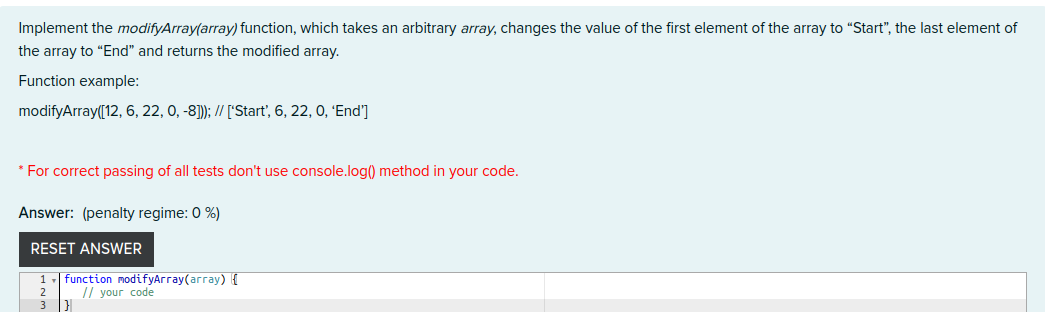 Implement the modifyArray(array) function, which takes an arbitrary array, changes the value of the first element of the array to “Start”, the last element of
the array to “End” and returns the modified array.
Function example:
modifyArray([12, 6, 22, 0, -8])); // [‘Start’, 6, 22, 0, ‘End’]
* For correct passing of all tests don't use console.log() method in your code.
Answer: (penalty regime: 0 %)
RESET ANSWER
1 function modifyArray(array) {
2 // your code
3 }